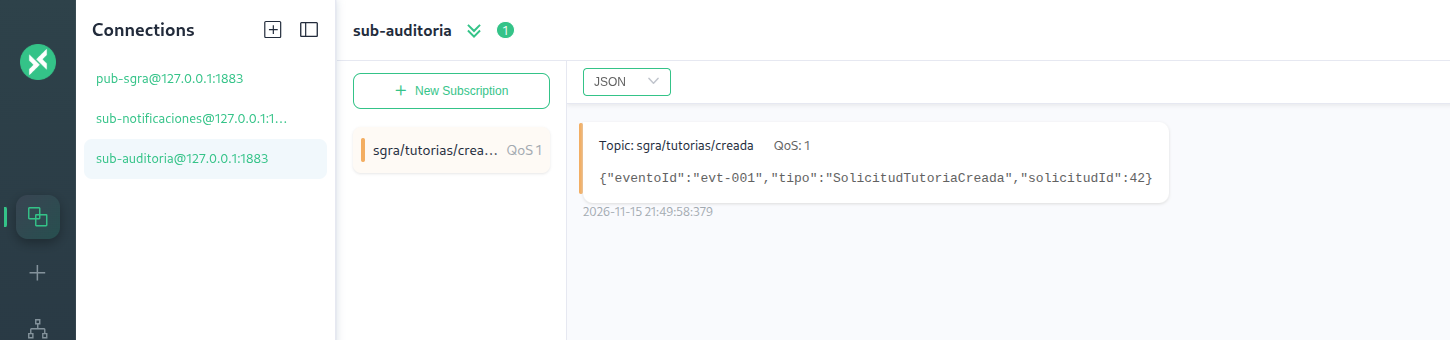 Connections
pub-sgra@127.0.0.1:1883
sub-notificaciones@127.0.0.1:1...
sub-auditoria@127.0.0.1:1883
sub-auditoria 1
+ New Subscription
sgra/tutorias/crea... QoS 1
JSON
Topic: sgra/tutorias/creada QoS: 1
{"eventoId":"evt-001","tipo":"SolicitudTutoriaCreada","solicitudId":42}
2026-11-15 21:49:58:379